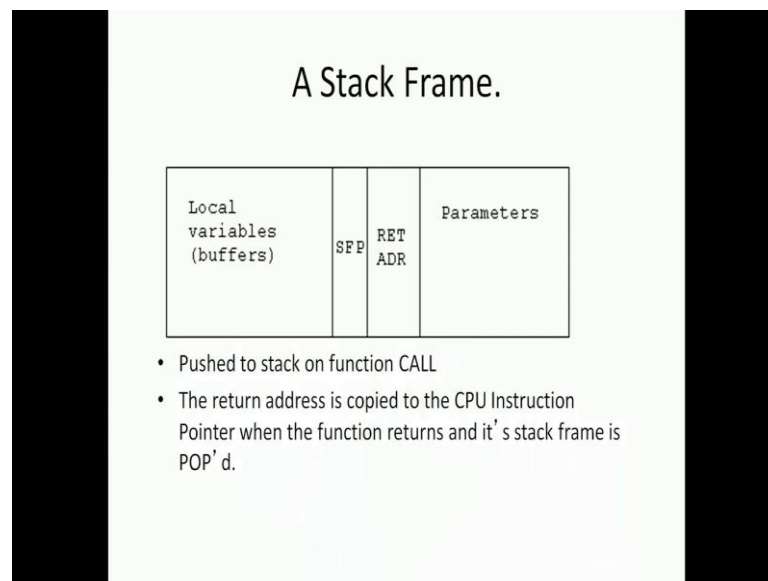 A Stack Frame.
Local
variables
(buffers)
SFP
RET
ADR
Parameters
• Pushed to stack on function CALL
• The return address is copied to the CPU Instruction
Pointer when the function returns and it's stack frame is
POP'd.